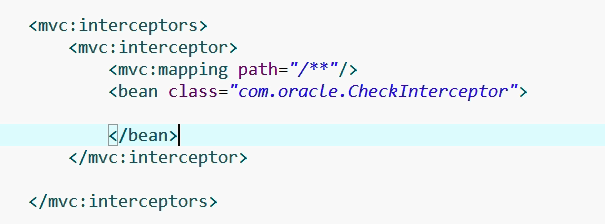 <mvc:interceptors>
<mvc:interceptor>
<mvc:mapping path="/**"/>
<bean class="com.oracle.CheckInterceptor">
</bean>
</mvc:interceptor>
</mvc:interceptors>